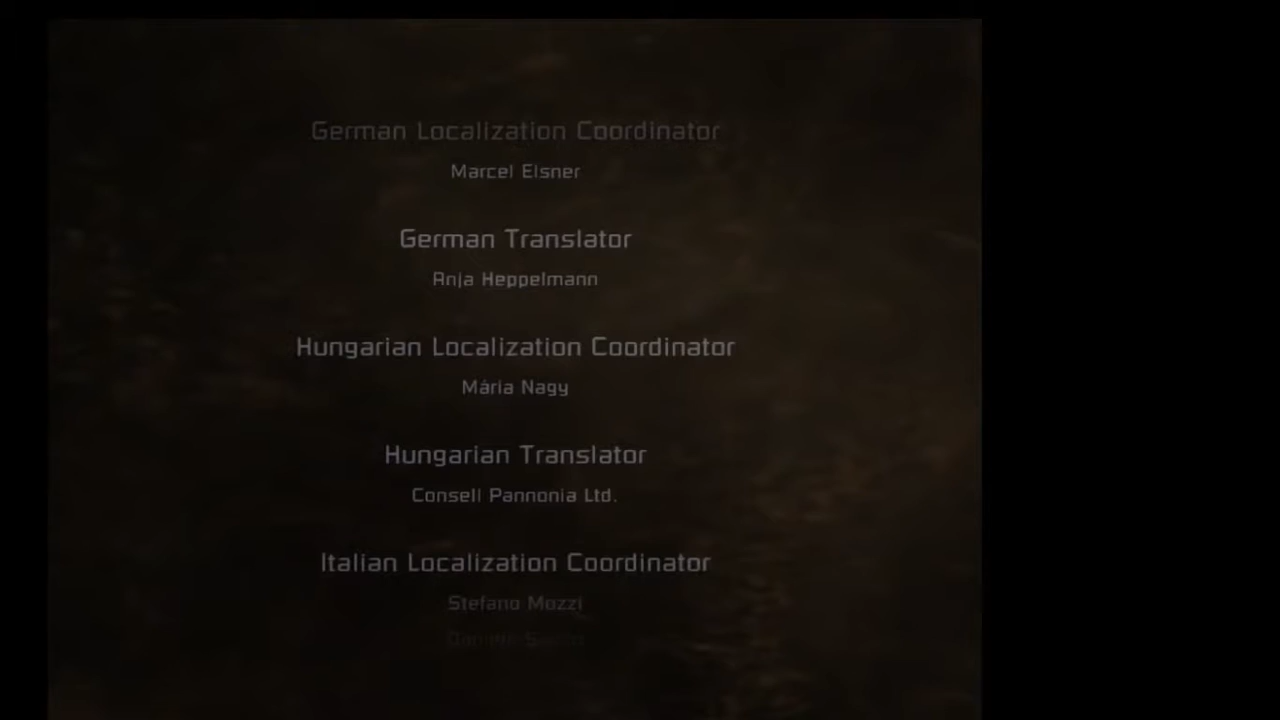 German Localization Coordinator
Marcel Elsner
German Translator
Anja Heppelmann
Hungarian Localization Coordinator
Mária Nagy
Hungarian Translator
Consell Pannonia Ltd.
Italian Localization Coordinator
Stefano Mozzi